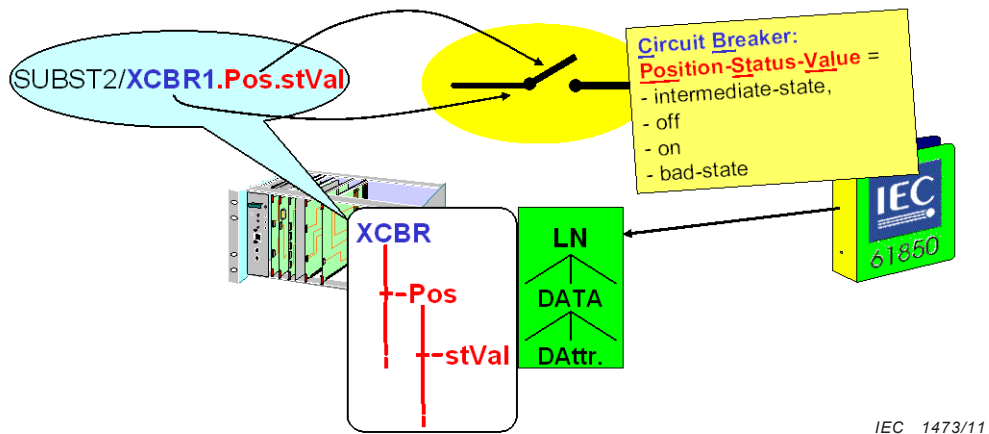 SUBST2/XCBR1.Pos.stVal
Circuit Breaker:
Position-Status-Value =
- intermediate-state,
- off
- on
- bad-state
XCBR
Pos
stVal
LN
DATA
DAttr.
IEC
61850
IEC 1473/11